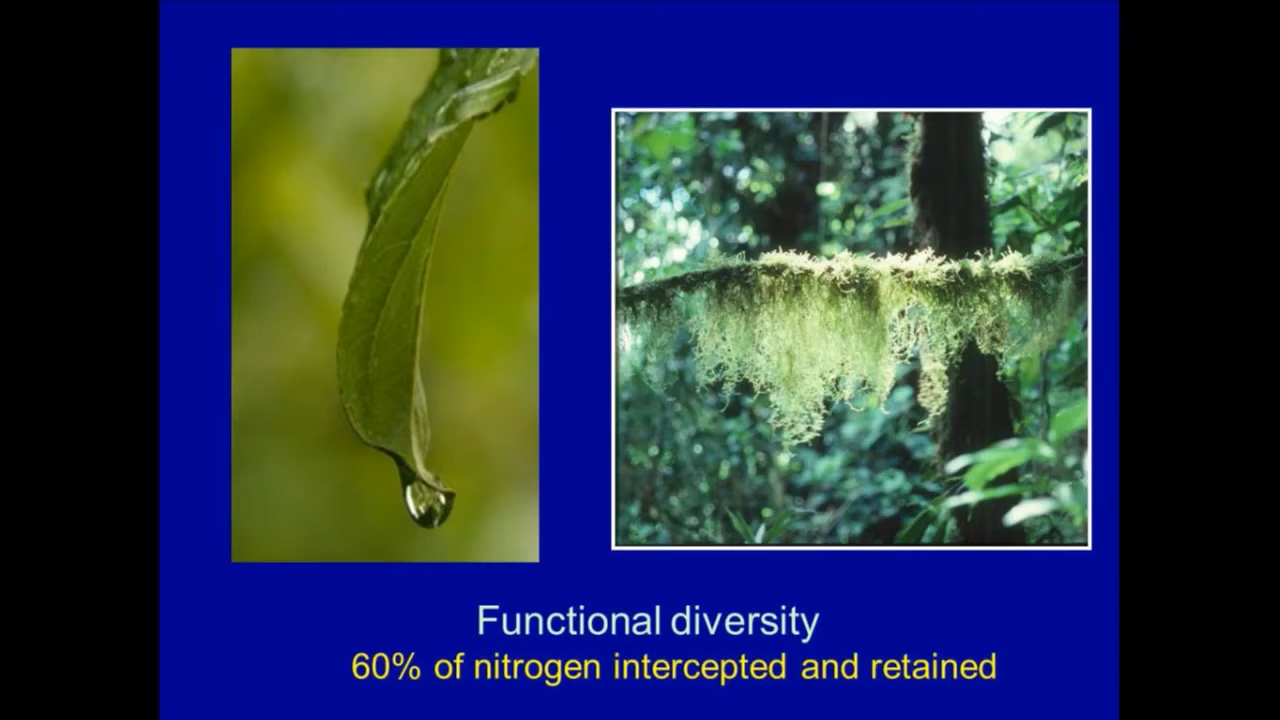 Functional diversity
60% of nitrogen intercepted and retained